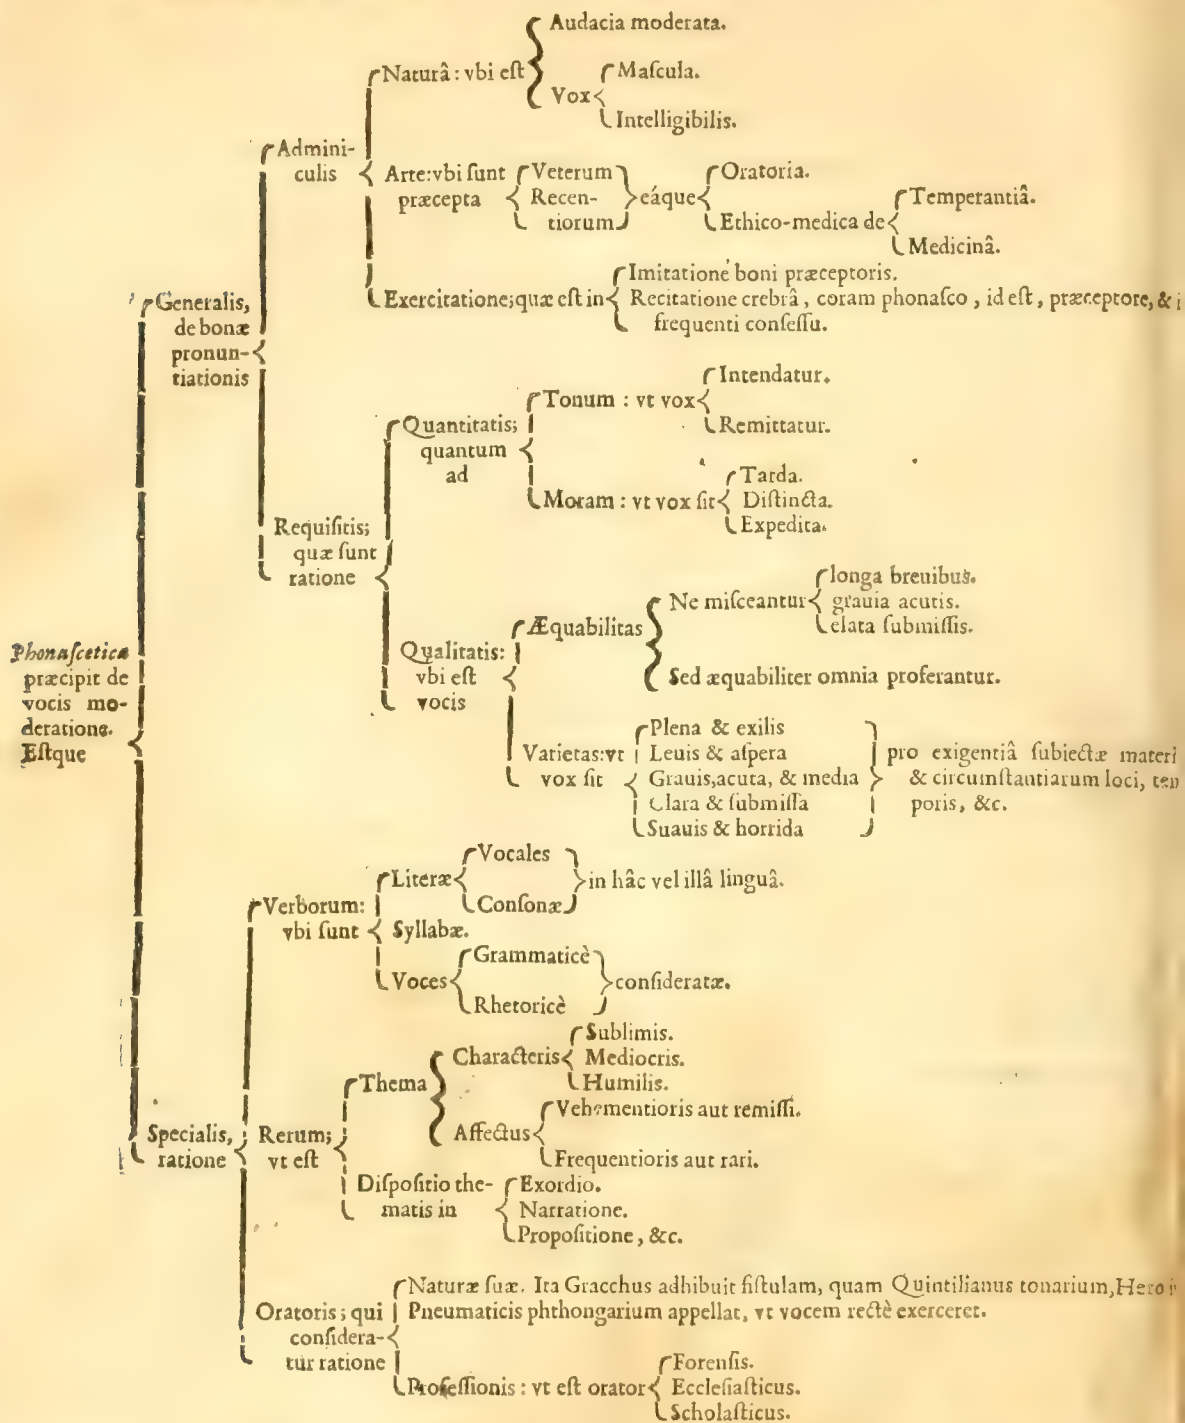 Audacia moderata.
Naturâ : vbi eſt
Maſcula.
Vox
Intelligibilis.
Admini-
culis
Arte:vbi ſunt
præcepta
Veterum
Recen-
tiorum
eáque
Oratoria.
Ethico-medica de
Temperantiâ.
Medicinâ.
Exercitatione;quæ eſt in
Imitatione boni præceptoris.
Recitatione crebrâ, coram phonaſco, id eſt, præceptore, &
frequenti conſeſſu.
Generalis,
de bonæ
pronun-
tiationis
Quantitatis;
quantum
ad
Tonum : vt vox
Intendatur.
Remittatur.
Moram : vt vox ſit
Tarda.
Diſtincta.
Expedita.
Requiſitis;
quæ ſunt
ratione
Qualitatis:
vbi eſt
vocis
Æquabilitas
Ne miſceantur
longa breuibus.
grauia acutis.
elata ſubmiſſis.
Sed æquabiliter omnia proferantur.
Varietas:vt
vox ſit
Plena & exilis
Leuis & aſpera
Grauis,acuta, & media
Clara & ſubmiſſa
Suauis & horrida
pro exigentiâ ſubiectæ materi
& circumſtantiarum loci, tem
poris, &c.
Phonaſcetica
præcipit de
vocis mo-
deratione.
Eſtque
Verborum:
vbi ſunt
Literæ
Vocales
Conſonæ
in hâc vel illâ linguâ.
Syllabæ.
Voces
Grammaticè
Rhetoricè
conſideratæ.
Specialis,
ratione
Rerum;
vt eſt
Thema
Characteris
Sublimis.
Mediocris.
Humilis.
Affectus
Vehementioris aut remiſſi.
Frequentioris aut rari.
Diſpoſitio the-
matis in
Exordio.
Narratione.
Propoſitione, &c.
Oratoris; qui
conſidera-
tur ratione
Naturæ ſuæ. Ita Gracchus adhibuit fiſtulam, quam Quintilianus tonarium, Hero
Pneumaticis phthongarium appellat, vt vocem rectè exerceret.
Profeſſionis : vt eſt orator
Forenſis.
Eccleſiaſticus.
Scholaſticus.